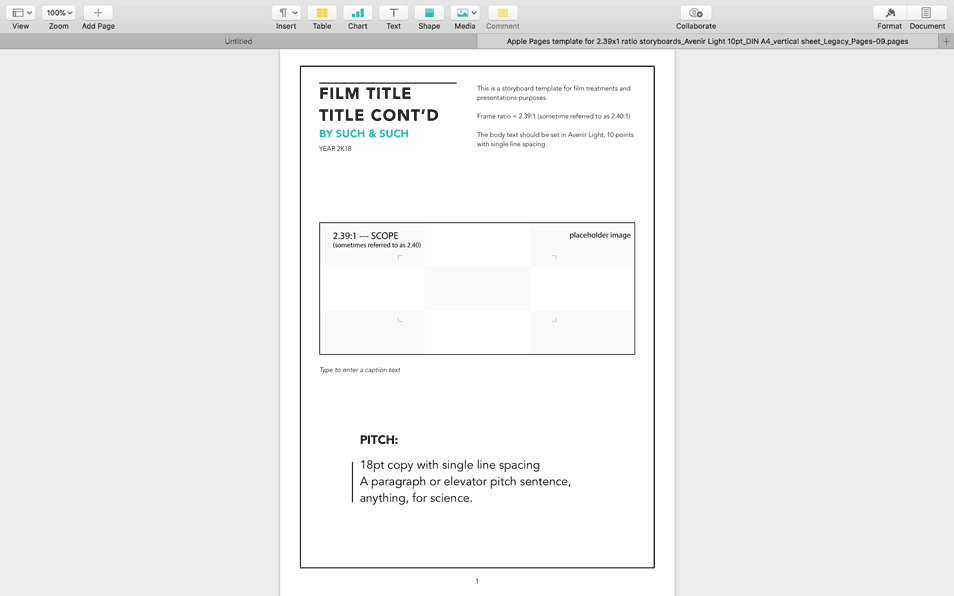 100%
View
Zoom
Add Page
Insert
Table
Chart
Text
Shape
Media
Comment
Collaborate
Format
Document
Untitled
Apple Pages template for 2.39x1 ratio storyboards_Avenir Light 10pt_DIN A4_vertical sheet_Legacy_Pages-09.pages
FILM TITLE
TITLE CONT’D
BY SUCH & SUCH
YEAR 2K18
This is a storyboard template for film treatments and
presentations purposes.
Frame ratio = 2.39:1 (sometime referred to as 2.40:1)
The body text should be set in Avenir Light, 10 points
with single line spacing.
2.39:1 — SCOPE
(sometimes referred to as 2.40)
placeholder image
Type to enter a caption text
PITCH:
18pt copy with single line spacing
A paragraph or elevator pitch sentence,
anything, for science.
1